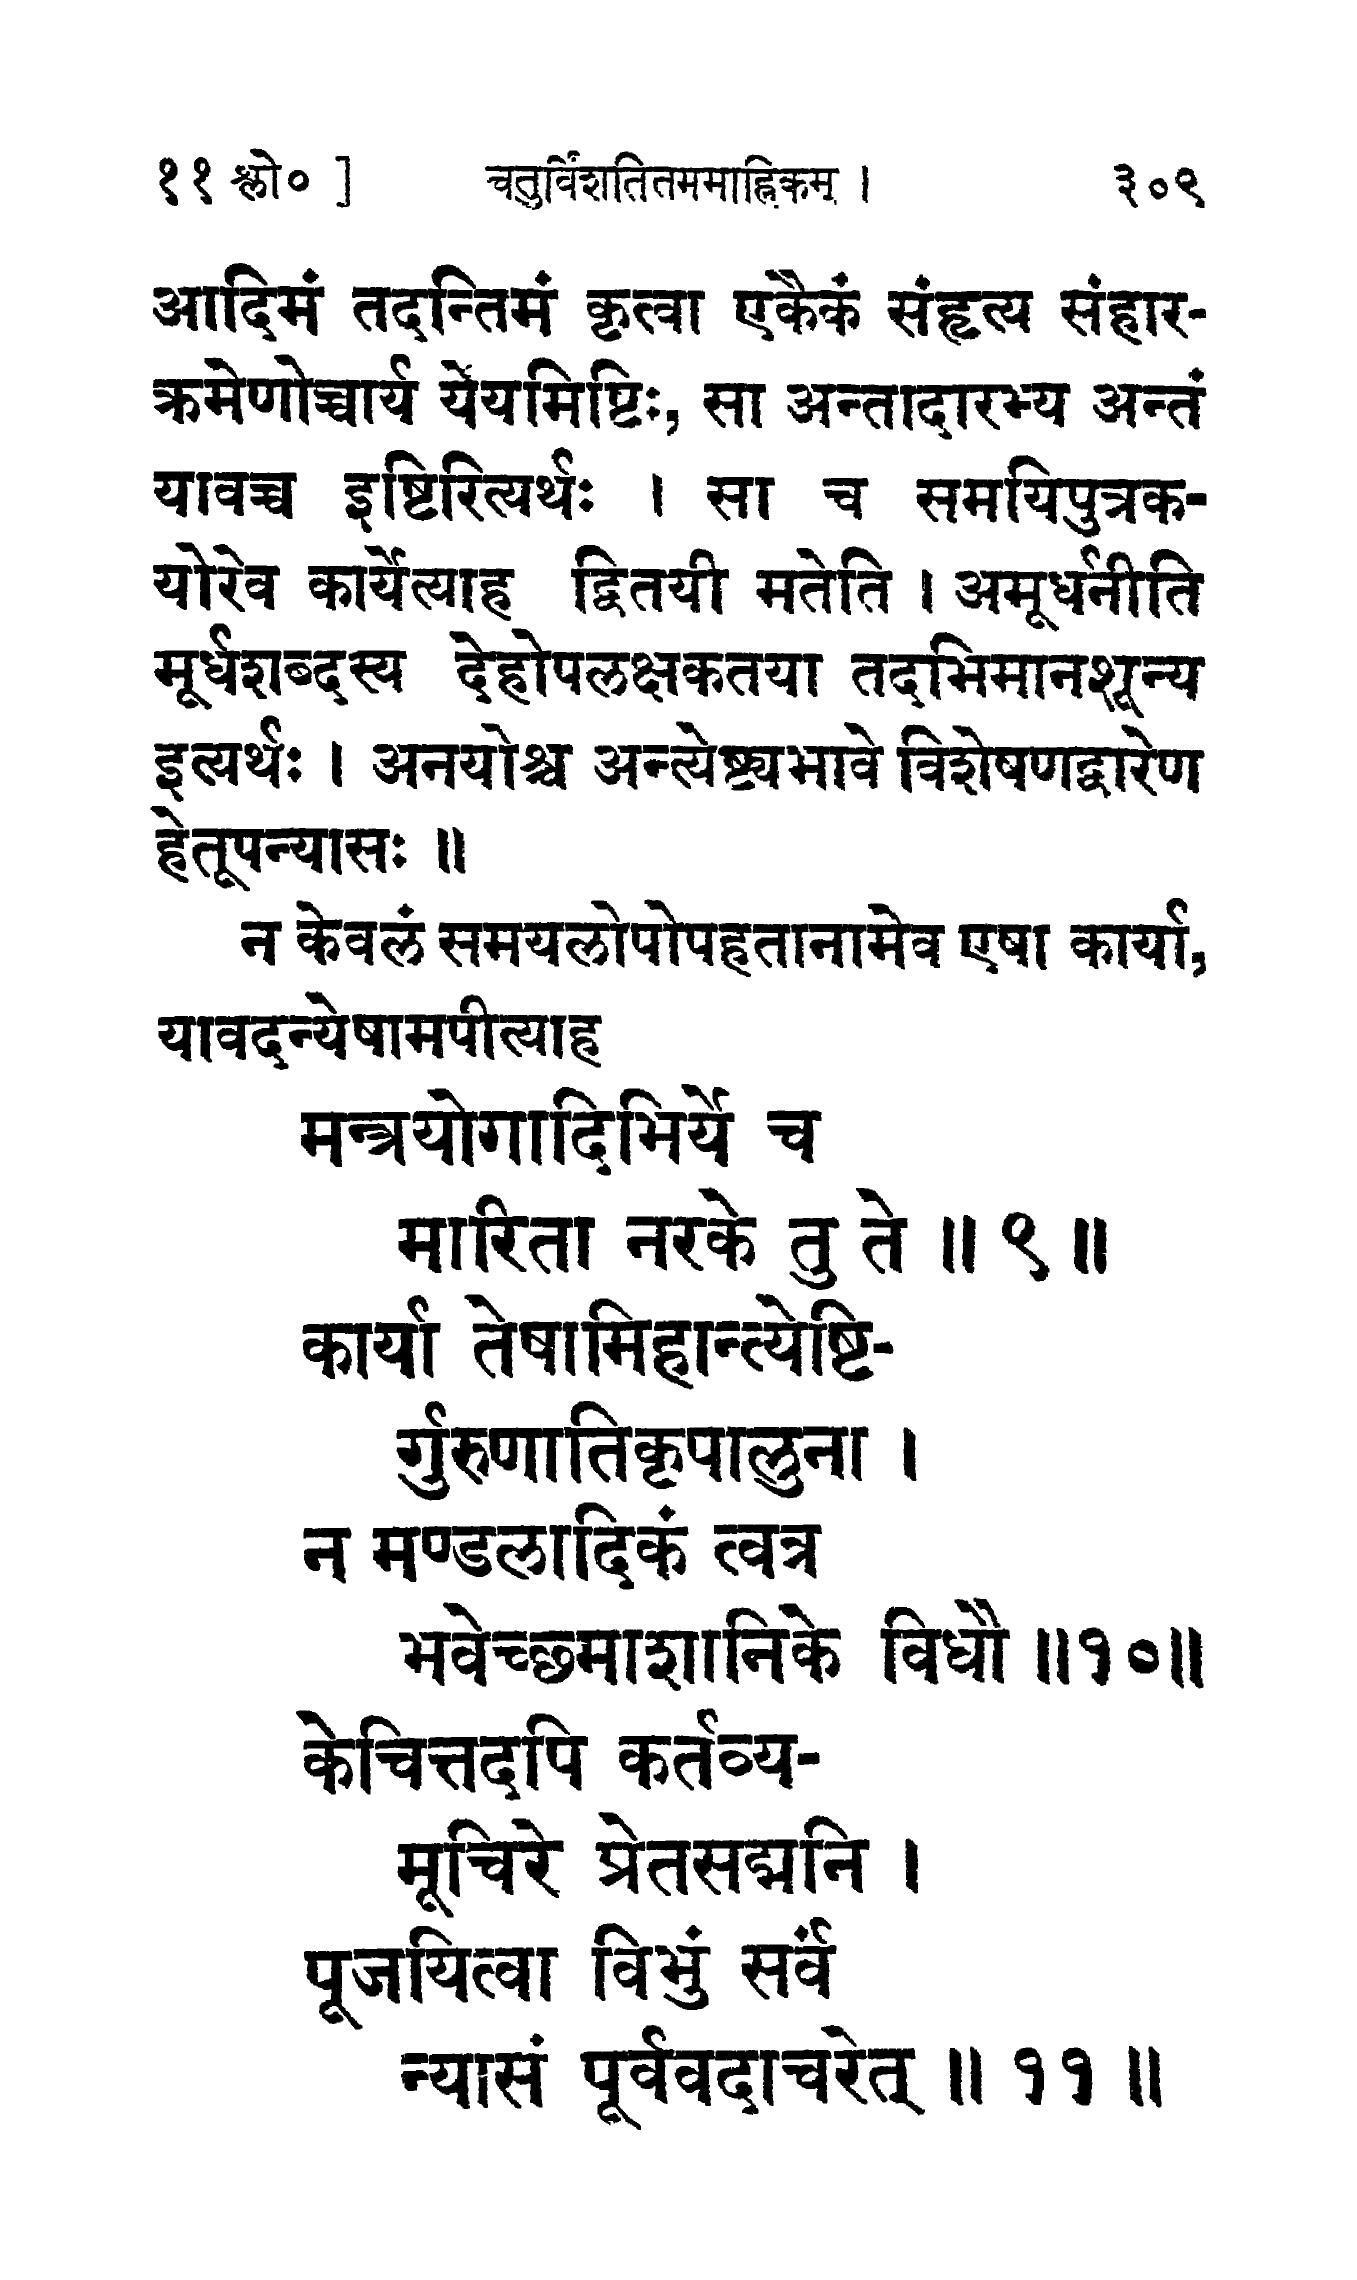 ११ श्लो० ] चतुर्विंशतितममाह्निकम् । ३०९
आदिमं तदन्तिमं कृत्वा एकैकं संहृत्य संहार-
क्रमेणोच्चार्य येयमिष्टिः, सा अन्तादारभ्य अन्तं
यावच्च इष्टिरित्यर्थः । सा च समयिपुत्रक-
योरेव कार्येत्याह द्वितयी मतेति । अमूर्धनीति
मूर्धशब्दस्य देहोपलक्षकतया तदभिमानशून्य
इत्यर्थः । अनयोश्च अन्त्येष्ट्यभावे विशेषणद्वारेण
हेतूपन्यासः ॥
न केवलं समयलोपोपहतानामेव एषा कार्या,
यावदन्येषामपीत्याह
मन्त्रयोगादिभिर्ये च
मारिता नरके तु ते ॥ ९ ॥
कार्या तेषामिहान्त्येष्टि-
र्गुरुणातिकृपालुना ।
न मण्डलादिकं त्वत्र
भवेच्छ्माशानिके विधौ ॥१०॥
केचित्तदपि कर्तव्य-
मूचिरे प्रेतसद्मनि ।
पूजयित्वा विभुं सर्वं
न्यासं पूर्ववदाचरेत् ॥ ११ ॥